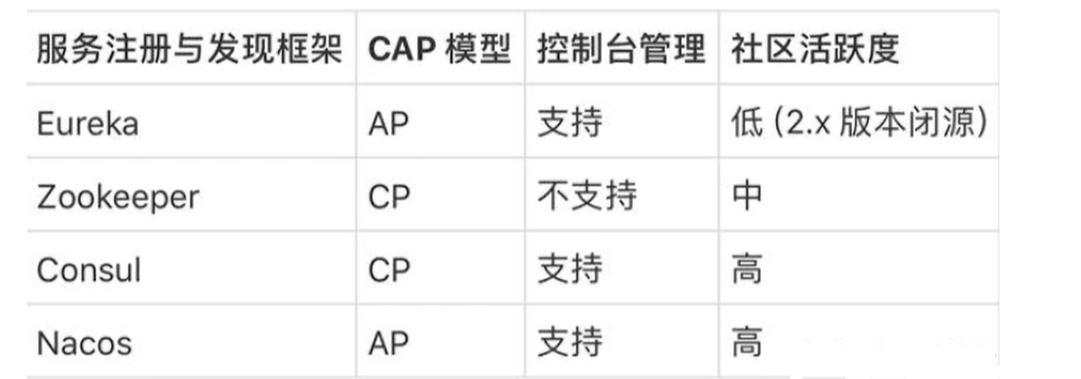 服务注册与发现框架 CAP 模型 控制台管理 社区活跃度
Eureka AP 支持 低 (2.x 版本闭源)
Zookeeper CP 不支持 中
Consul CP 支持 高
Nacos AP 支持 高